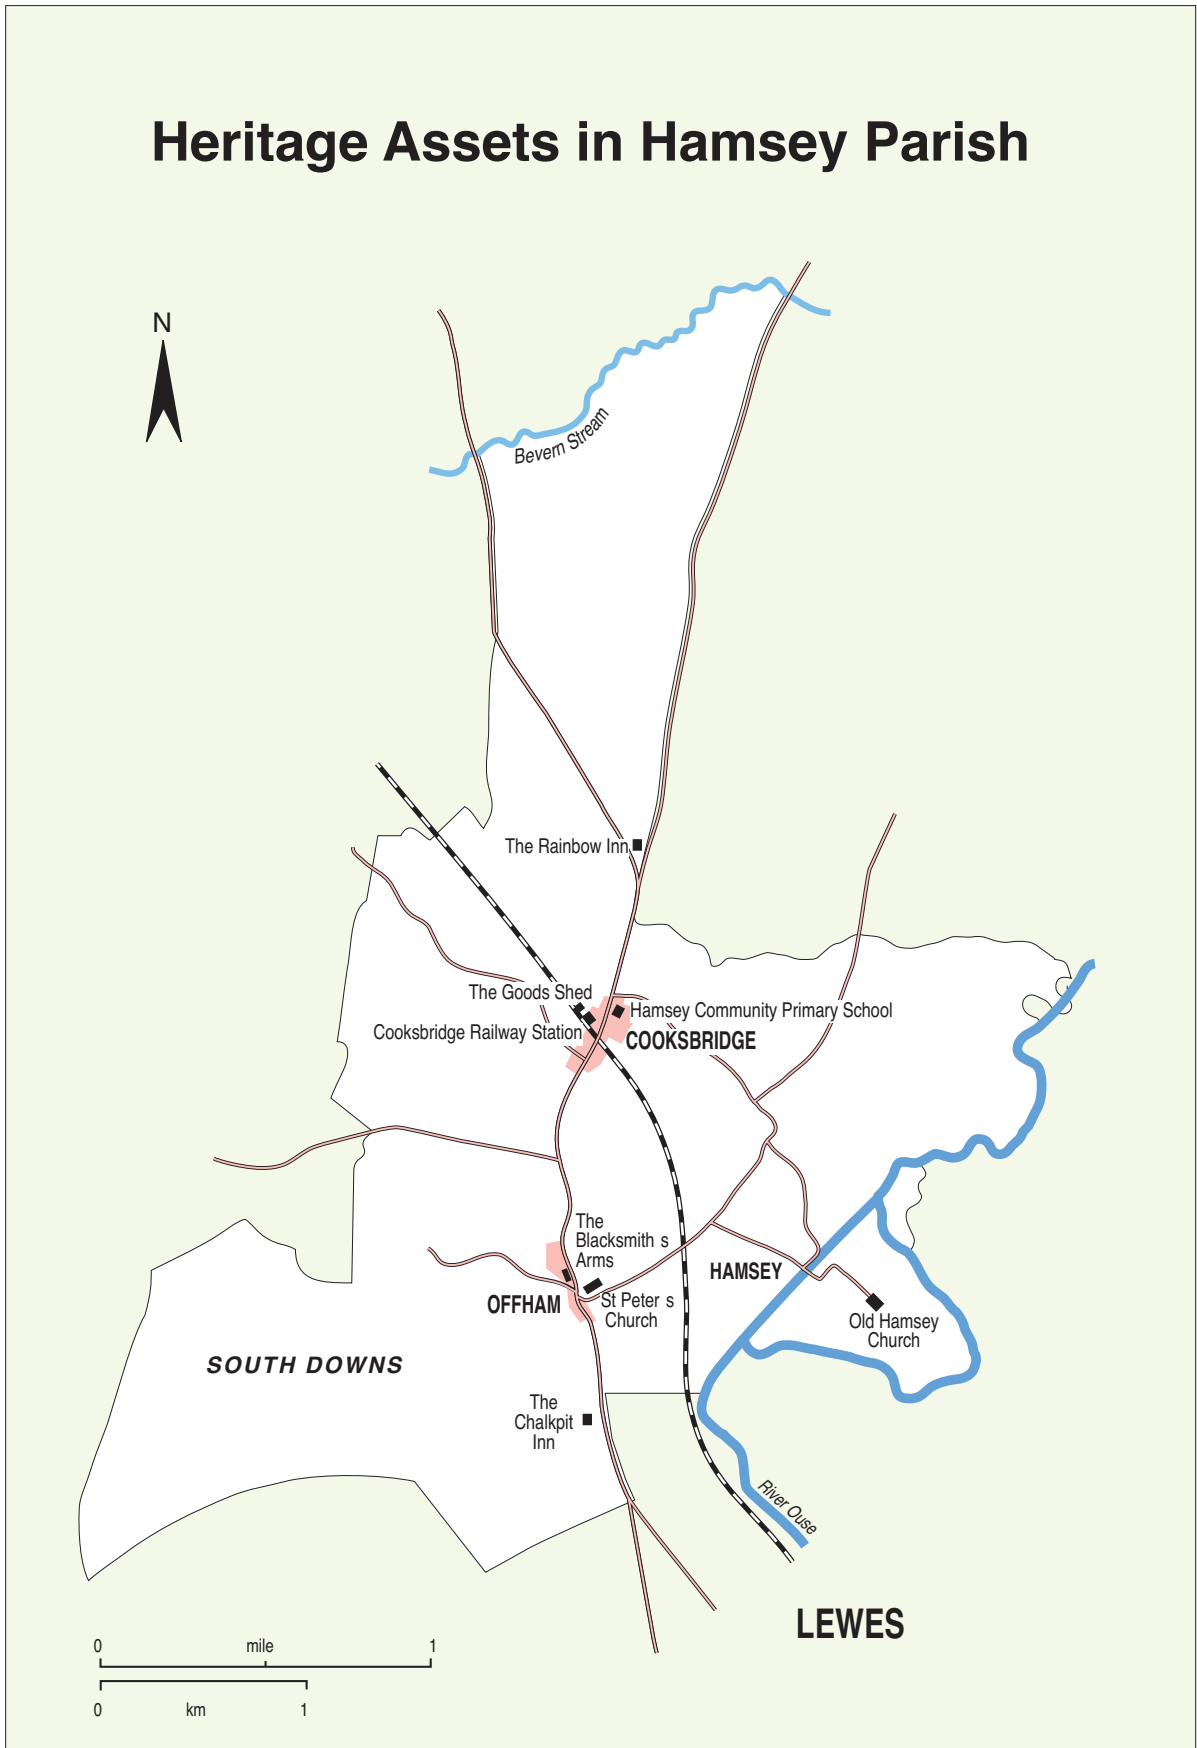 Heritage Assets in Hamsey Parish
N
Bevern Stream
The Rainbow Inn
The Goods Shed
Hamsey Community Primary School
Cooksbridge Railway Station
COOKSBRIDGE
The
Blacksmith s
Arms
HAMSEY
OFFHAM
St Peter s
Church
Old Hamsey
Church
SOUTH DOWNS
The
Chalkpit
Inn
River Ouse
LEWES
0 mile 1
0 km 1